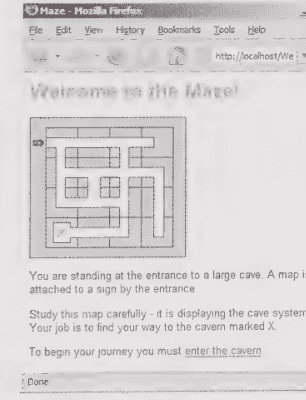 Maze - Mozilla Firefox
File Edit View History Bookmarks Tools Help
http://localhost/We
Welcome to the Maze!
X
You are standing at the entrance to a large cave. A map is
attached to a sign by the entrance
Study this map carefully - it is displaying the cave system
Your job is to find your way to the cavern marked X.
To begin your journey you must enter the cavern
Done